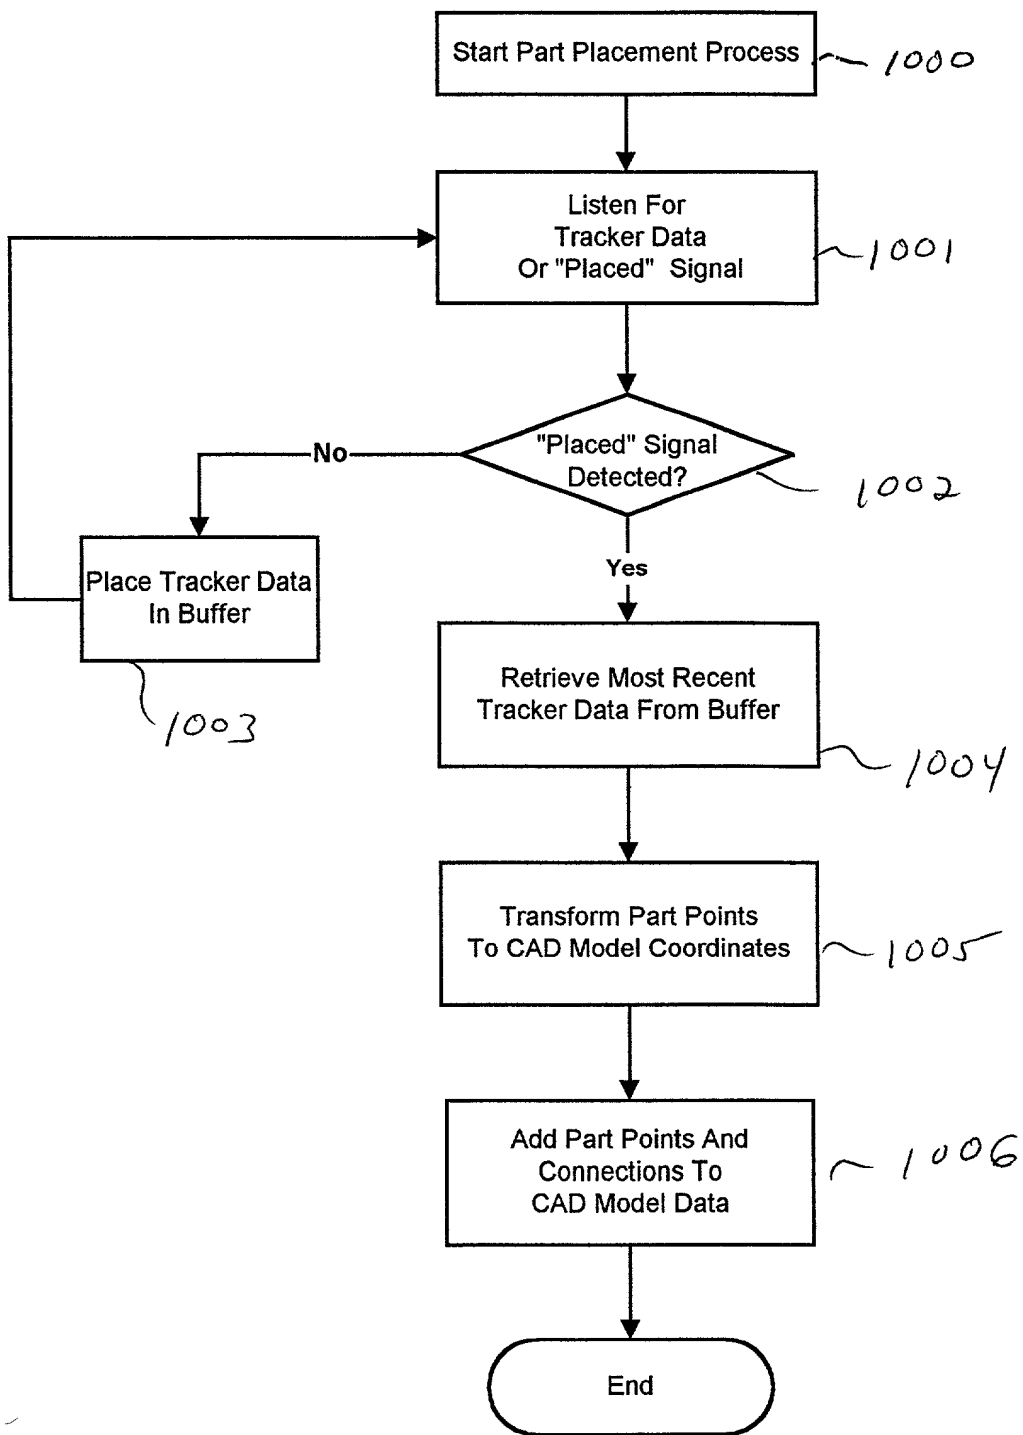 Start Part Placement Process
1000
Listen For
Tracker Data
Or "Placed" Signal
1001
"Placed" Signal
Detected?
1002
No
Yes
Place Tracker Data
In Buffer
1003
Retrieve Most Recent
Tracker Data From Buffer
1004
Transform Part Points
To CAD Model Coordinates
1005
Add Part Points And
Connections To
CAD Model Data
1006
End